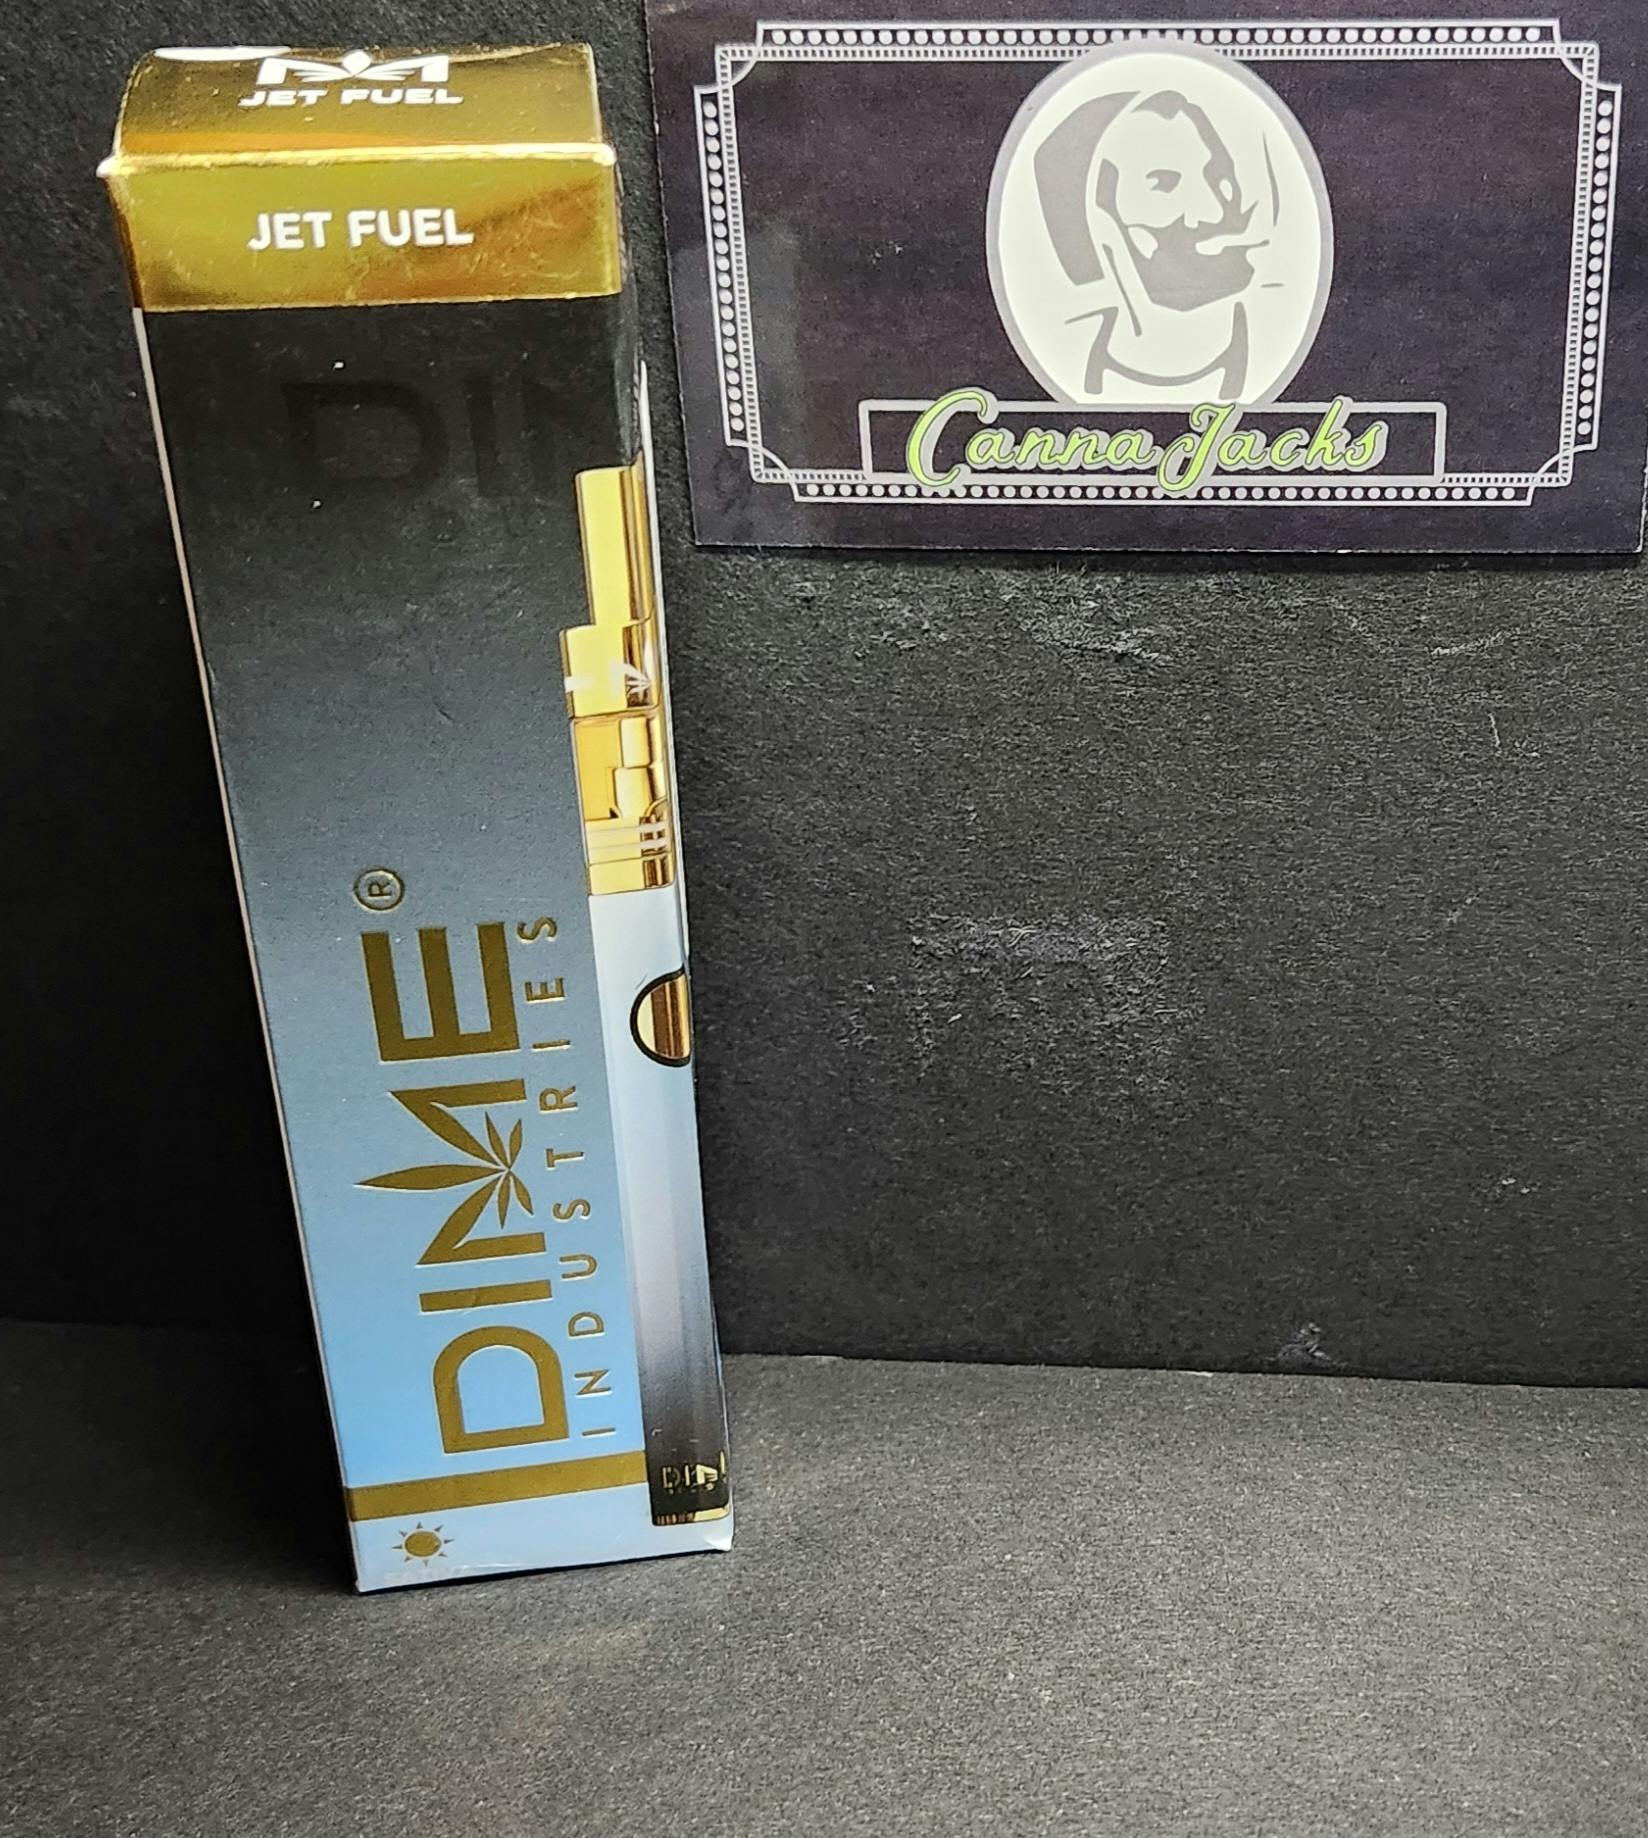 JET FUEL
JET FUEL
DIME®
INDUSTRIES
Canna Jacks